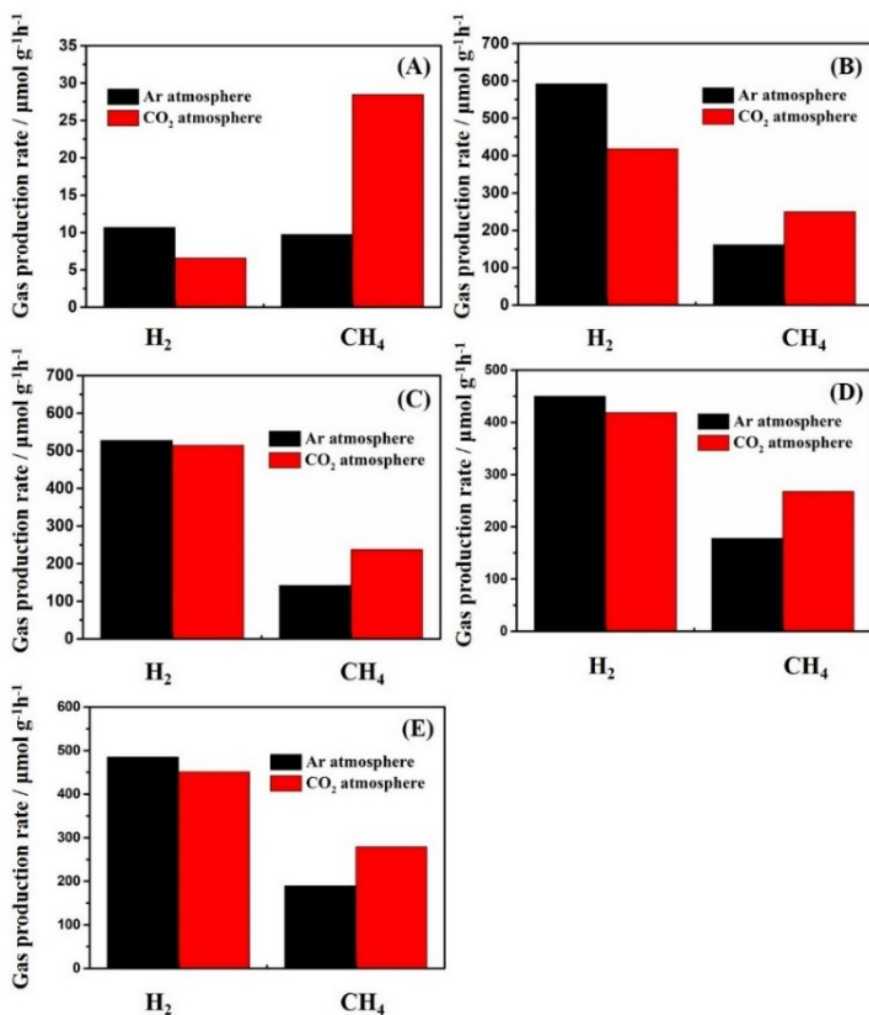 Gas production rate / μmol g⁻¹h⁻¹
35
30
25
20
15
10
5
0
(A)
Ar atmosphere
CO₂ atmosphere
H₂
CH₄
Gas production rate / μmol g⁻¹h⁻¹
700
600
500
400
300
200
100
0
(B)
Ar atmosphere
CO₂ atmosphere
H₂
CH₄
Gas production rate / μmol g⁻¹h⁻¹
700
600
500
400
300
200
100
0
(C)
Ar atmosphere
CO₂ atmosphere
H₂
CH₄
Gas production rate / μmol g⁻¹h⁻¹
500
400
300
200
100
0
(D)
Ar atmosphere
CO₂ atmosphere
H₂
CH₄
Gas production rate / μmol g⁻¹h⁻¹
600
500
400
300
200
100
0
(E)
Ar atmosphere
CO₂ atmosphere
H₂
CH₄